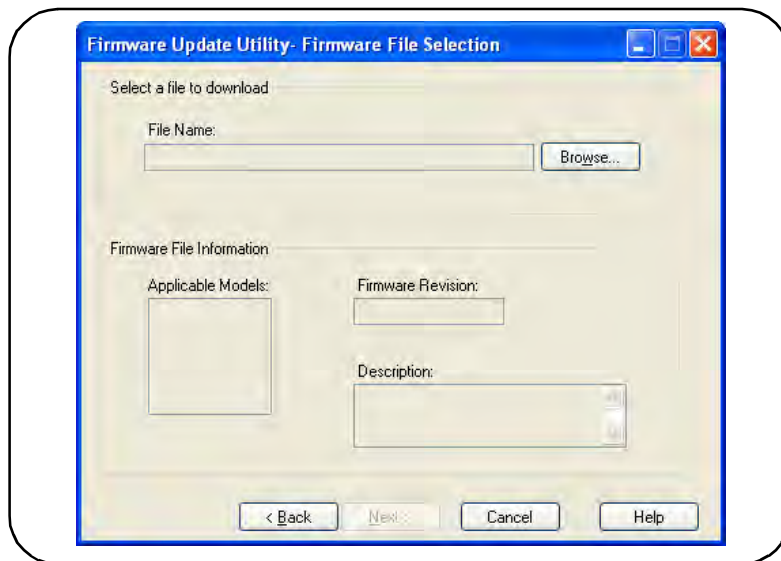 Firmware Update Utility- Firmware File Selection
Select a file to download
File Name:
Browse...
Firmware File Information
Applicable Models:
Firmware Revision:
Description:
< Back
Next >
Cancel
Help